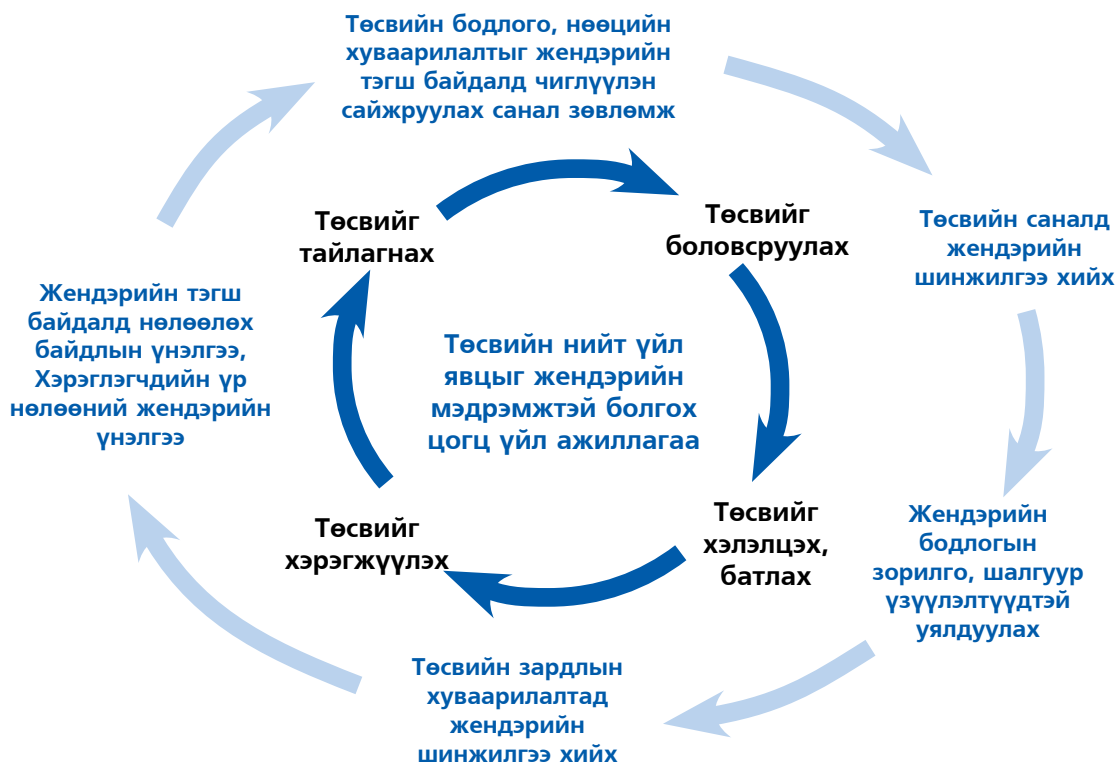 Төсвийн бодлого, нөөцийн
хуваарилалтыг жендэрийн
тэгш байдалд чиглүүлэн
сайжруулах санал зөвлөмж
Төсвийг
тайлагнах
Төсвийг
боловсруулах
Төсвийн саналд
жендэрийн
шинжилгээ хийх
Жендэрийн тэгш
байдалд нөлөөлөх
байдлын үнэлгээ,
Хэрэглэгчдийн үр
нөлөөний жендэрийн
үнэлгээ
Төсвийн нийт үйл
явцыг жендэрийн
мэдрэмжтэй болгох
цогц үйл ажиллагаа
Төсвийг
хэрэгжүүлэх
Төсвийг
хэлэлцэх,
батлах
Жендэрийн
бодлогын
зорилго, шалгуур
үзүүлэлтүүдтэй
уялдуулах
Төсвийн зардлын
хуваарилалтад
жендэрийн
шинжилгээ хийх